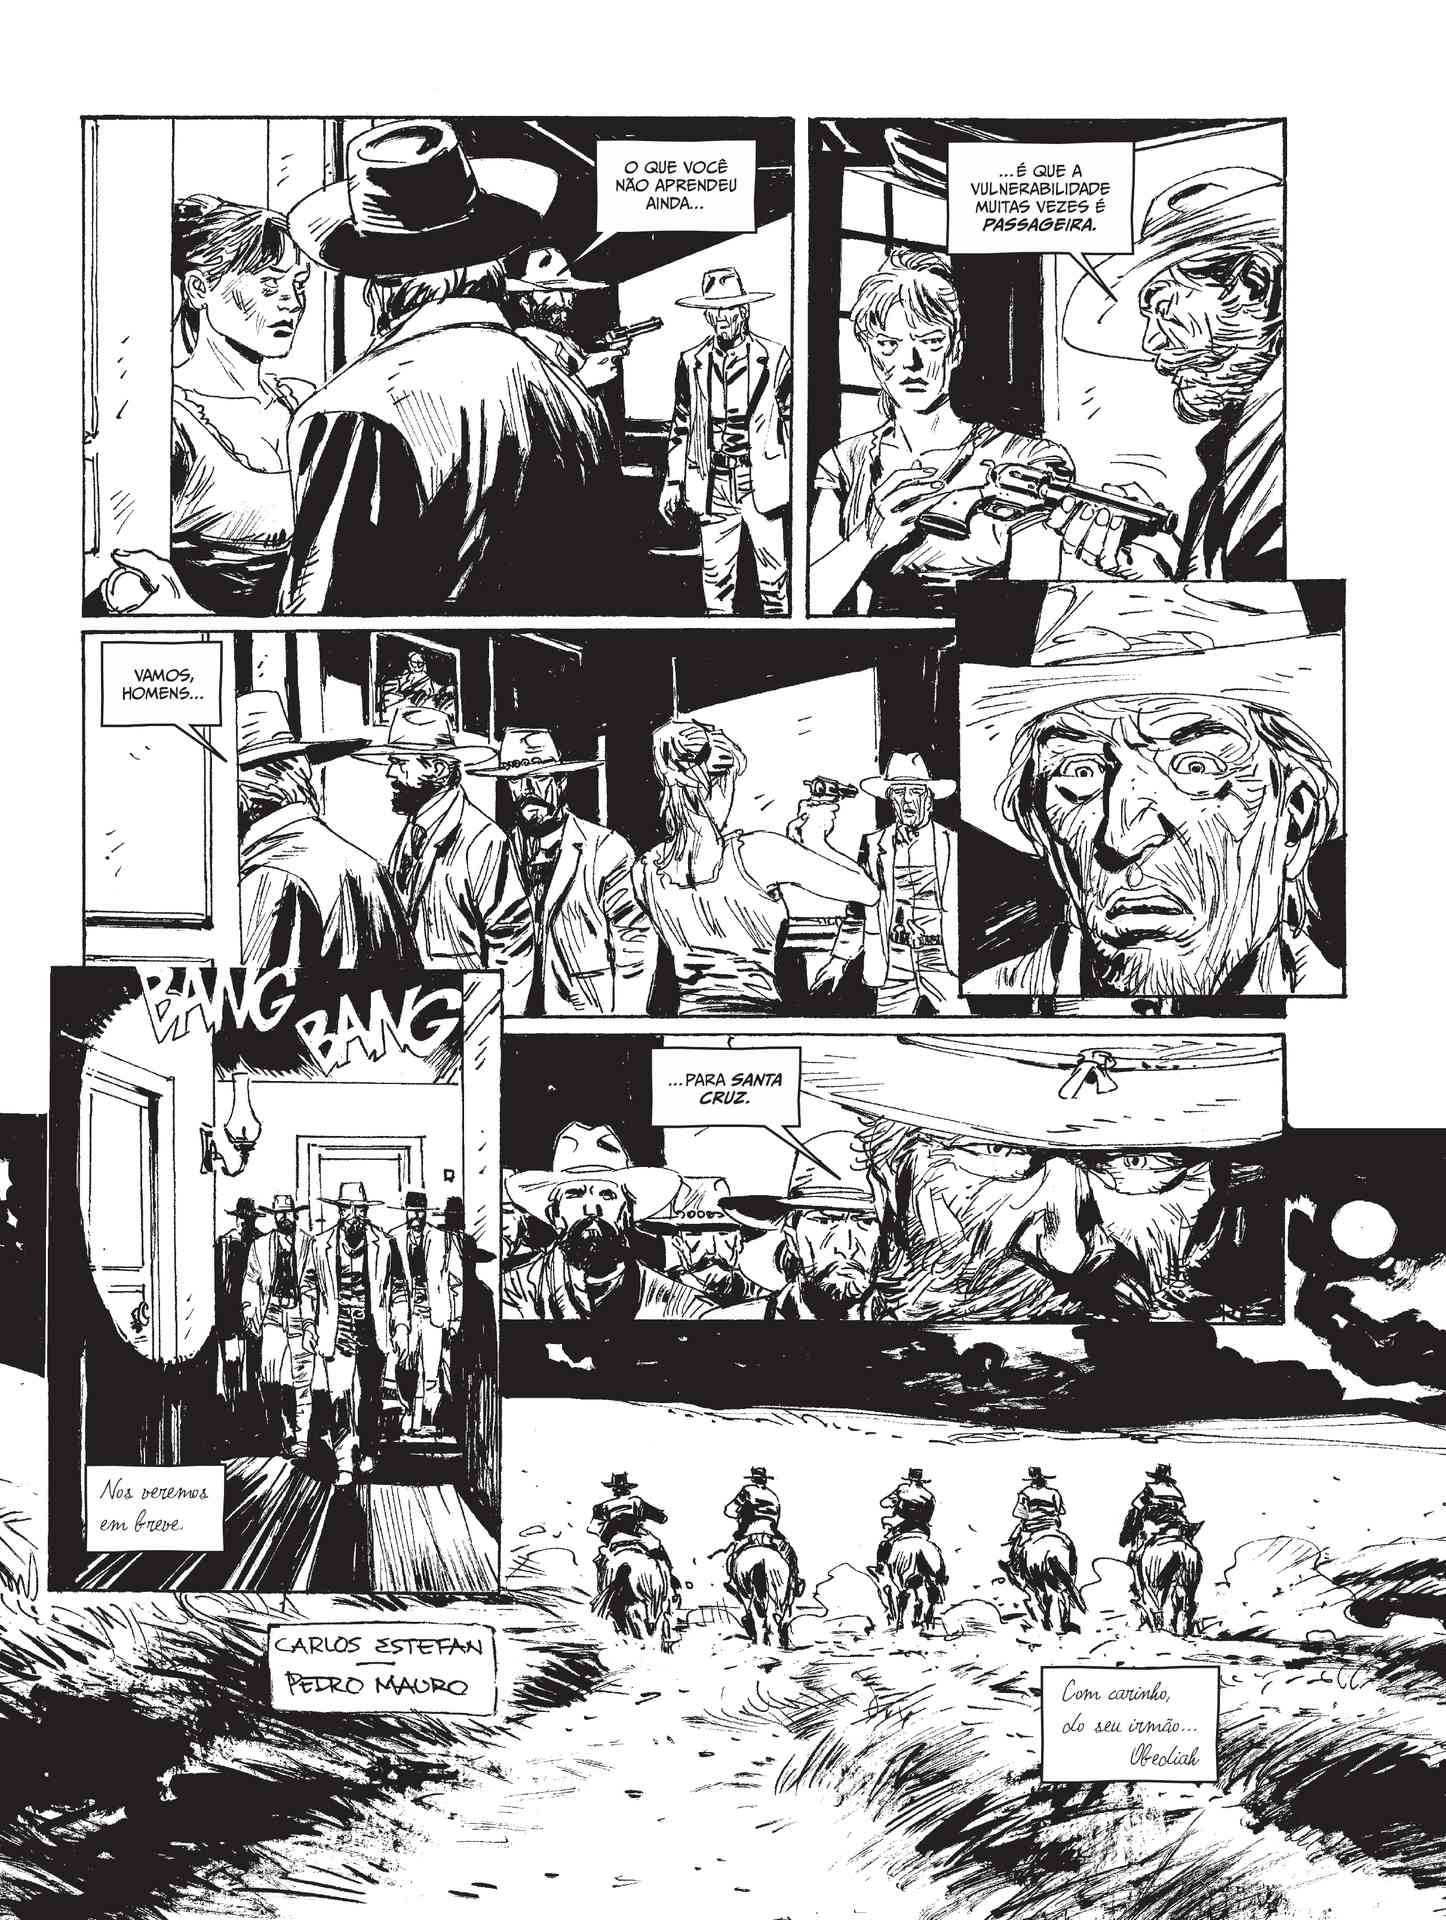 O QUE VOCÊ
NÃO APRENDEU
AINDA...
...É QUE A
VULNERABILIDADE
MUITAS VEZES É
PASSAGEIRA.
VAMOS,
HOMENS...
BANG
BANG
...PARA SANTA
CRUZ.
Nos veremos
em breve.
CARLOS ESTEFAN
PEDRO MAURO
Com carinho,
do seu irmão...
Obediah